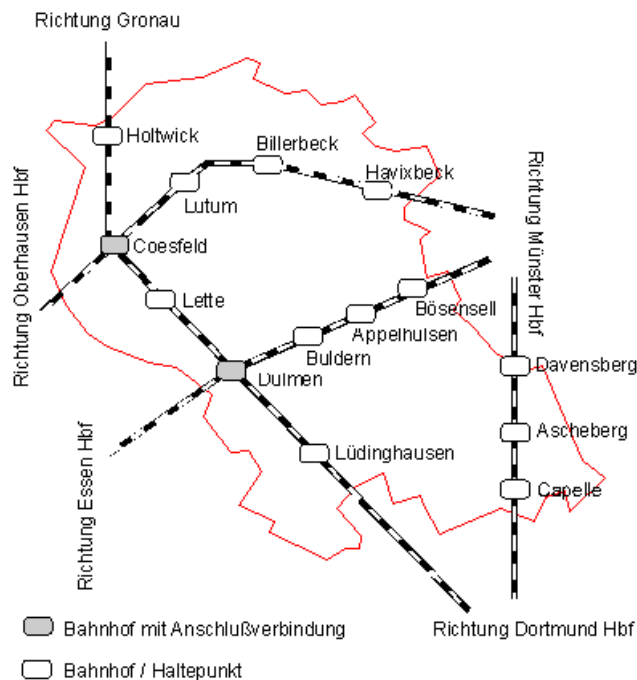 Richtung Gronau
Holtwick
Billerbeck
Havixbeck
Lutum
Richtung Oberhausen Hbf
Richtung Münster Hbf
Coesfeld
Lette
Bösensell
Appelhulsen
Buldern
Dülmen
Davensberg
Ascheberg
Lüdinghausen
Capelle
Richtung Essen Hbf
Bahnhof mit Anschlußverbindung
Richtung Dortmund Hbf
Bahnhof / Haltepunkt